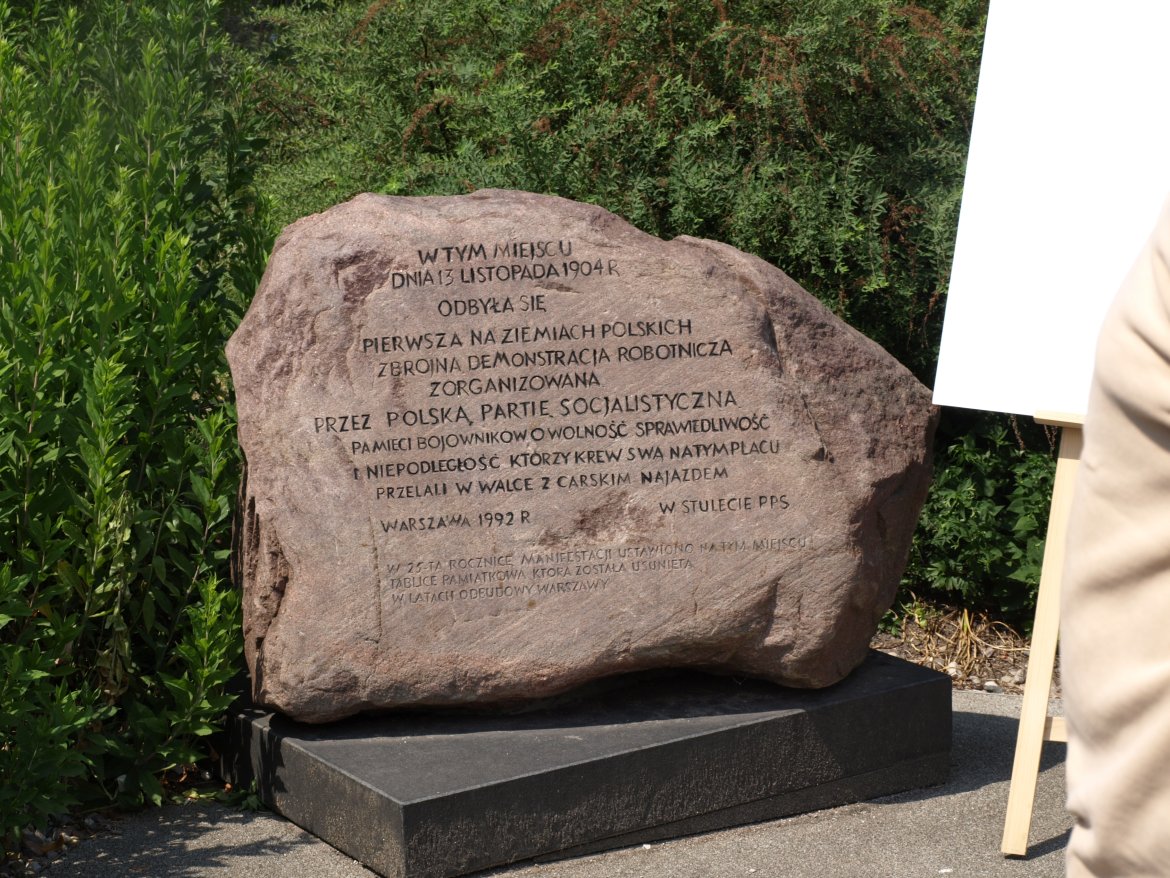 W TYM MIEJSCU
DNIA 13 LISTOPADA 1904 R
ODBYŁA SIĘ
PIERWSZA NA ZIEMIACH POLSKICH
ZBROJNA DEMONSTRACJA ROBOTNICZA
ZORGANIZOWANA
PRZEZ POLSKĄ PARTIĘ SOCJALISTYCZNĄ
PAMIĘCI BOJOWNIKÓW O WOLNOŚĆ SPRAWIEDLIWOŚĆ
I NIEPODLEGŁOŚĆ KTÓRZY KREW SWĄ NA TYM PLACU
PRZELALI W WALCE Z CARSKIM NAJAZDEM
WARSZAWA 1992 R W STULECIE PPS
W 25-TĄ ROCZNICĘ MANIFESTACJI USTAWIONO NA TYM MIEJSCU
TABLICĘ PAMIĄTKOWĄ KTÓRA ZOSTAŁA USUNIĘTA
W LATACH ODBUDOWY WARSZAWY